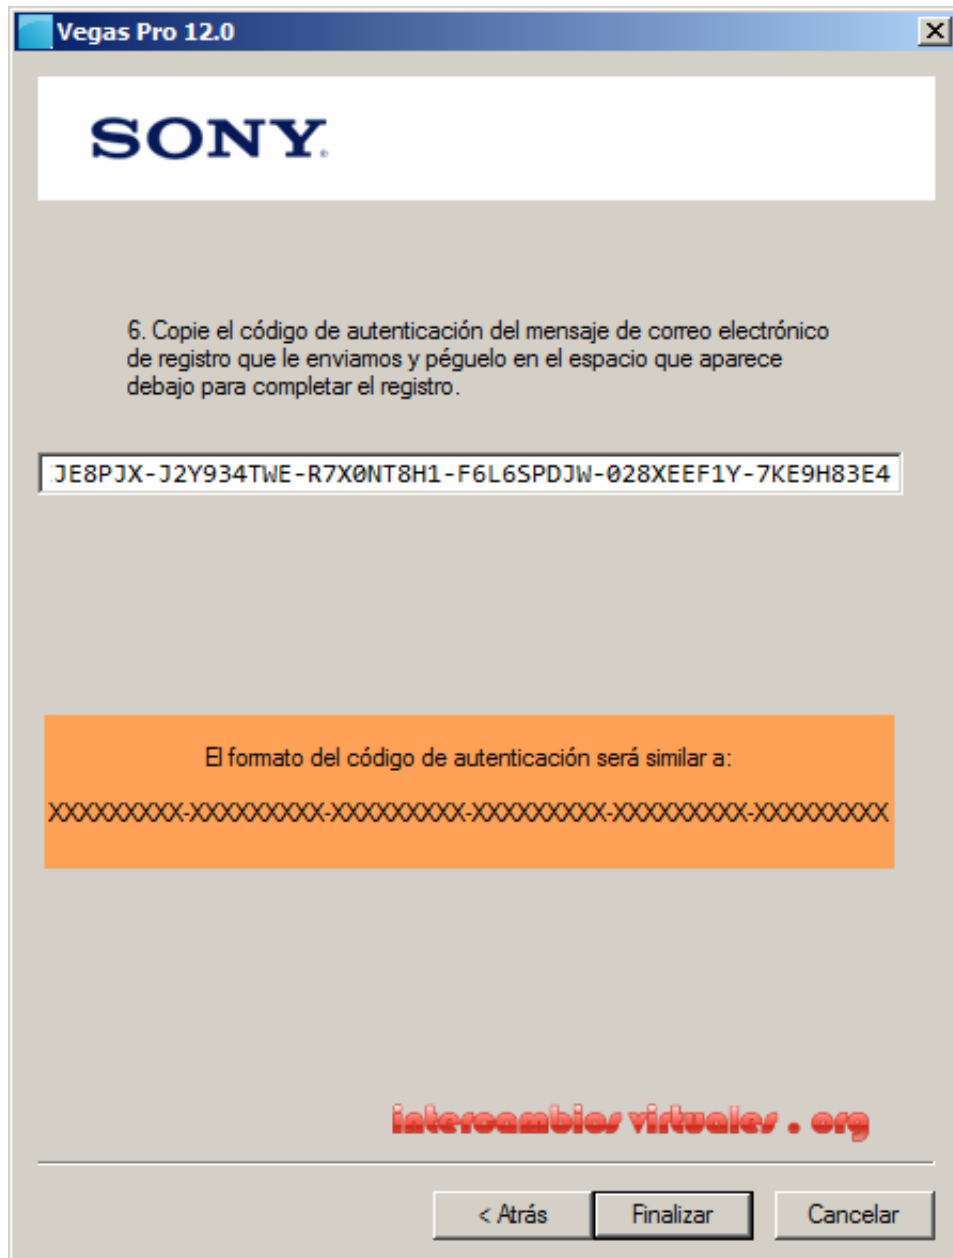 Vegas Pro 12.0
SONY
6. Copie el código de autenticación del mensaje de correo electrónico
de registro que le enviamos y péguelo en el espacio que aparece
debajo para completar el registro.
JE8PJX-J2Y934TWE-R7X0NT8H1-F6L6SPDJW-028XEEF1Y-7KE9H83E4
El formato del código de autenticación será similar a:
XXXXXXXXX-XXXXXXXXX-XXXXXXXXX-XXXXXXXXX-XXXXXXXXX-XXXXXXXXX
intercambios virtuales . org
< Atrás
Finalizar
Cancelar